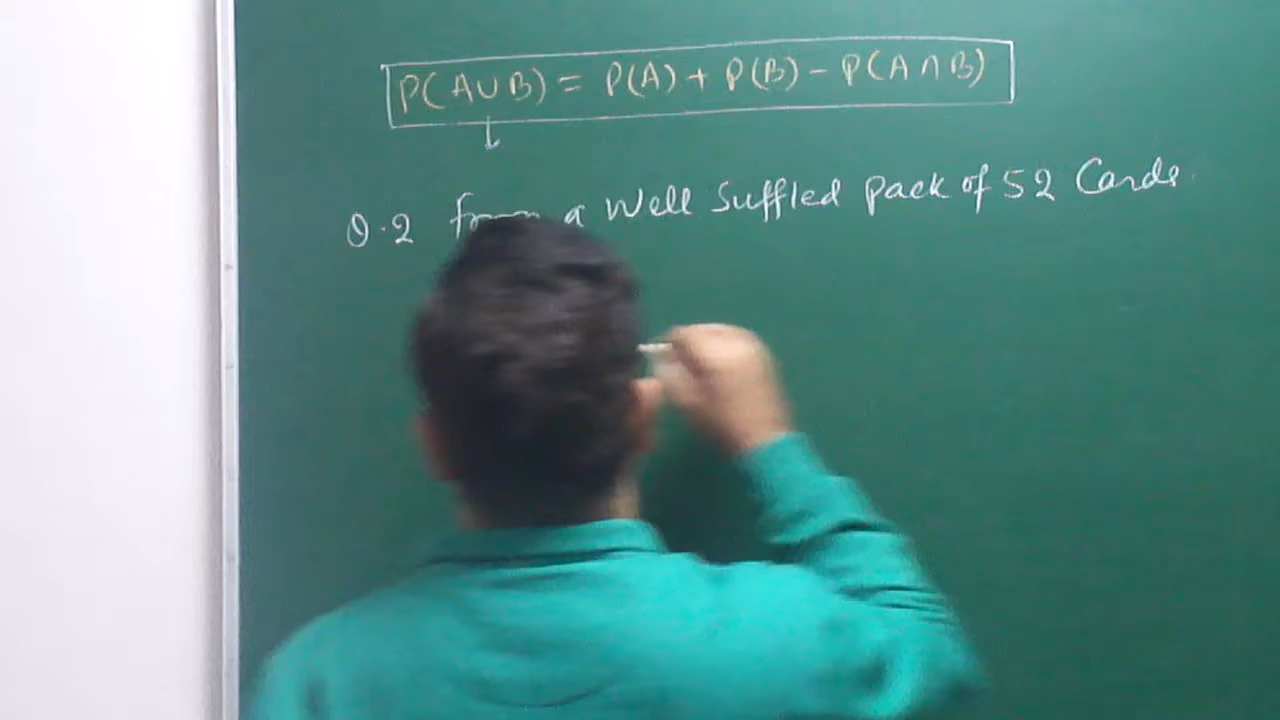 P(A∪B) = P(A) + P(B) - P(A∩B)
Q.2 from a Well Suffled Pack of 52 Cards.